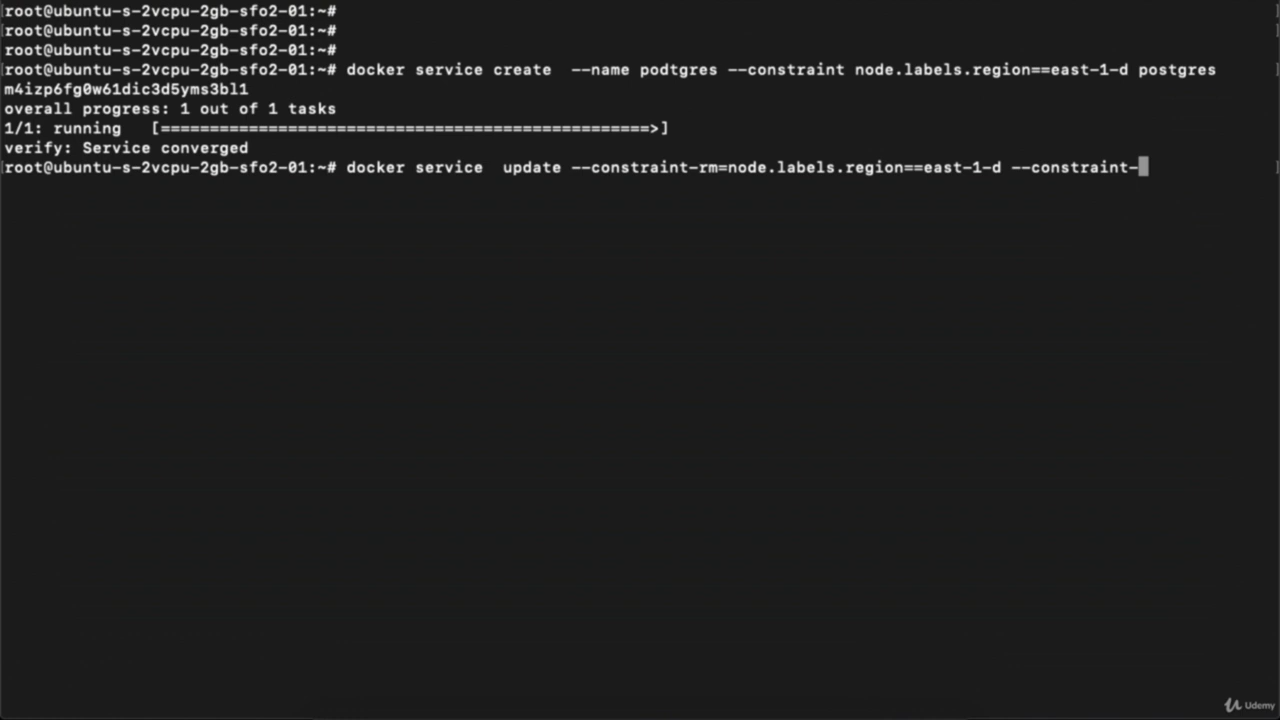 root@ubuntu-s-2vcpu-2gb-sfo2-01:~#
root@ubuntu-s-2vcpu-2gb-sfo2-01:~#
root@ubuntu-s-2vcpu-2gb-sfo2-01:~#
root@ubuntu-s-2vcpu-2gb-sfo2-01:~# docker service create  --name podtgres --constraint node.labels.region==east-1-d postgres
m4izp6fg0w61dic3d5yms3bl1
overall progress: 1 out of 1 tasks
1/1: running   [==================================================>]
verify: Service converged
root@ubuntu-s-2vcpu-2gb-sfo2-01:~# docker service  update --constraint-rm=node.labels.region==east-1-d --constraint-
Udemy